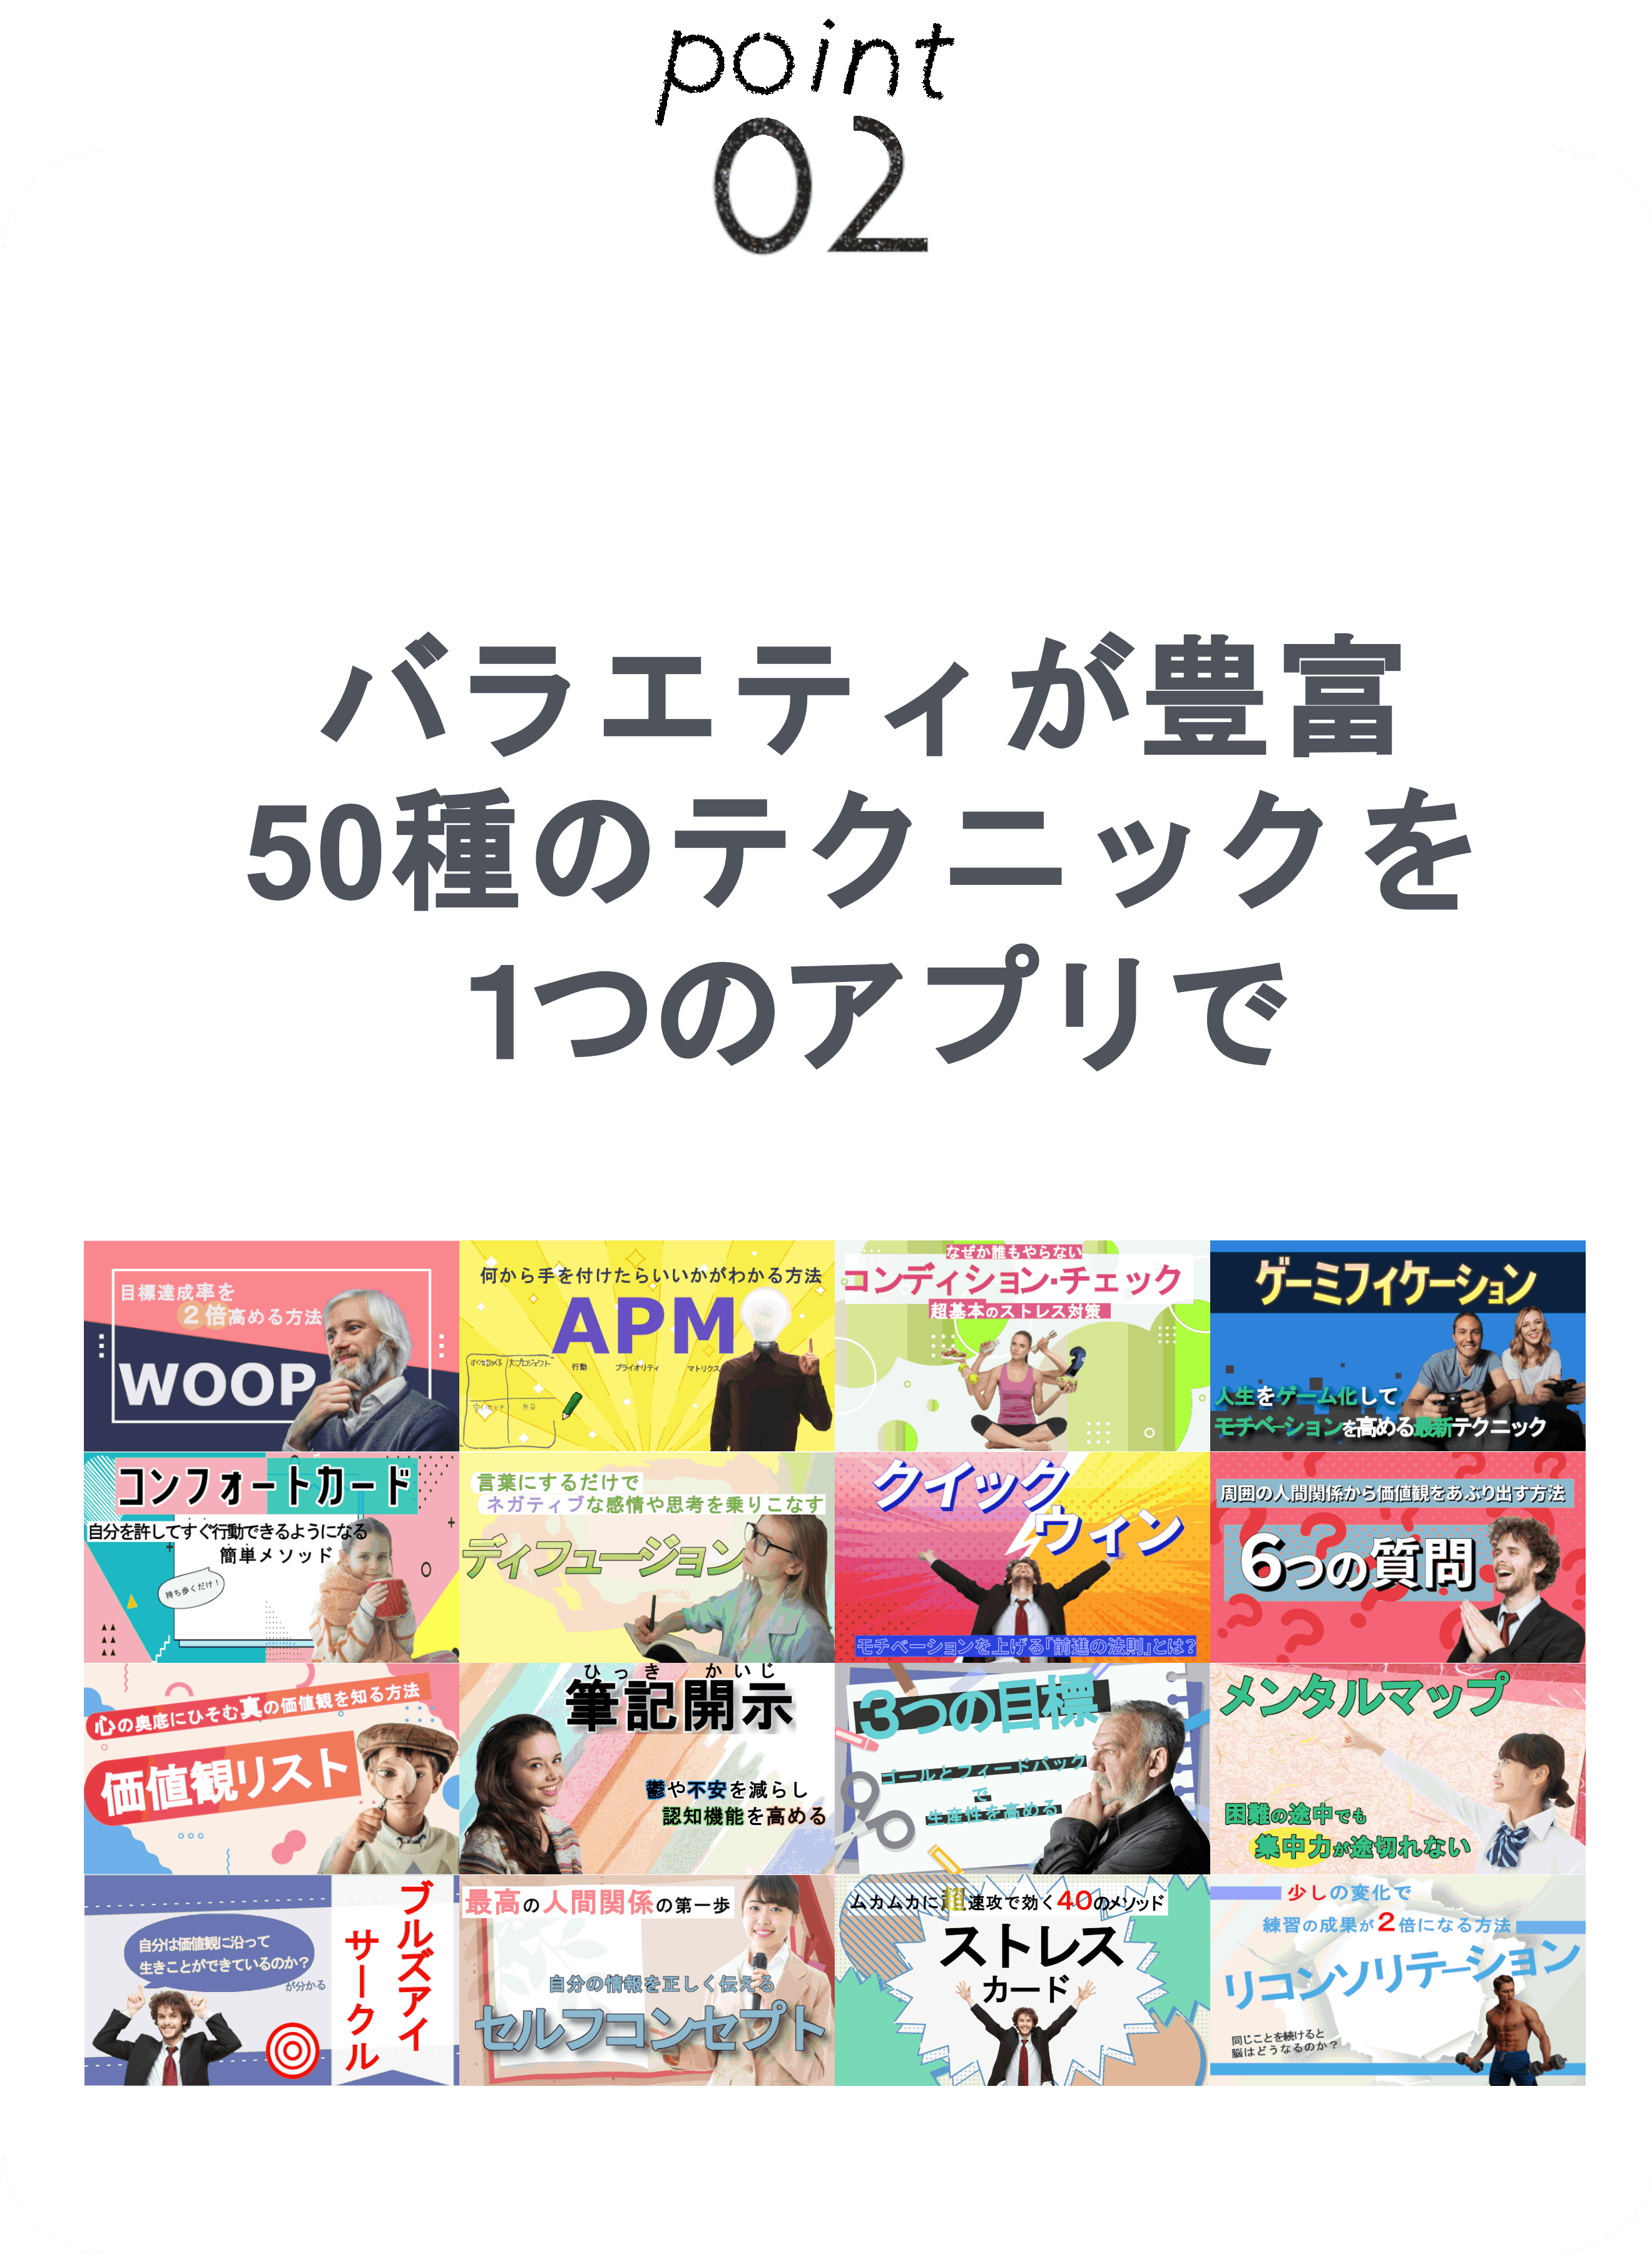 point
02
バラエティが豊富
50種のテクニックを
1つのアプリで
目標達成率を
2倍高める方法
WOOP
何から手を付けたらいいかがわかる方法
APM
行動 プライオリティ マトリクス
なぜか誰もやらない
コンディション・チェック
超基本のストレス対策
ゲーミフィケーション
人生をゲーム化して
モチベーションを高める最新テクニック
コンフォートカード
自分を許してすぐ行動できるようになる
簡単メソッド
持ち歩くだけ!
言葉にするだけで
ネガティブな感情や思考を乗りこなす
ディフュージョン
クイック
ウィン
モチベーションを上げる「前進の法則」とは?
周囲の人間関係から価値観をあぶり出す方法
6つの質問
心の奥底にひそむ真の価値観を知る方法
価値観リスト
ひっき かいじ
筆記開示
鬱や不安を減らし
認知機能を高める
3つの目標
ゴールとフィードバック
で
生産性を高める
メンタルマップ
困難の途中でも
集中力が途切れない
ブルズアイ
サークル
自分は価値観に沿って
生きことができているのか?
が分かる
最高の人間関係の第一歩
自分の情報を正しく伝える
セルフコンセプト
ムカムカに超速攻で効く40のメソッド
ストレス
カード
少しの変化で
練習の成果が2倍になる方法
リコンソリテーション
同じことを続けると
脳はどうなるのか?